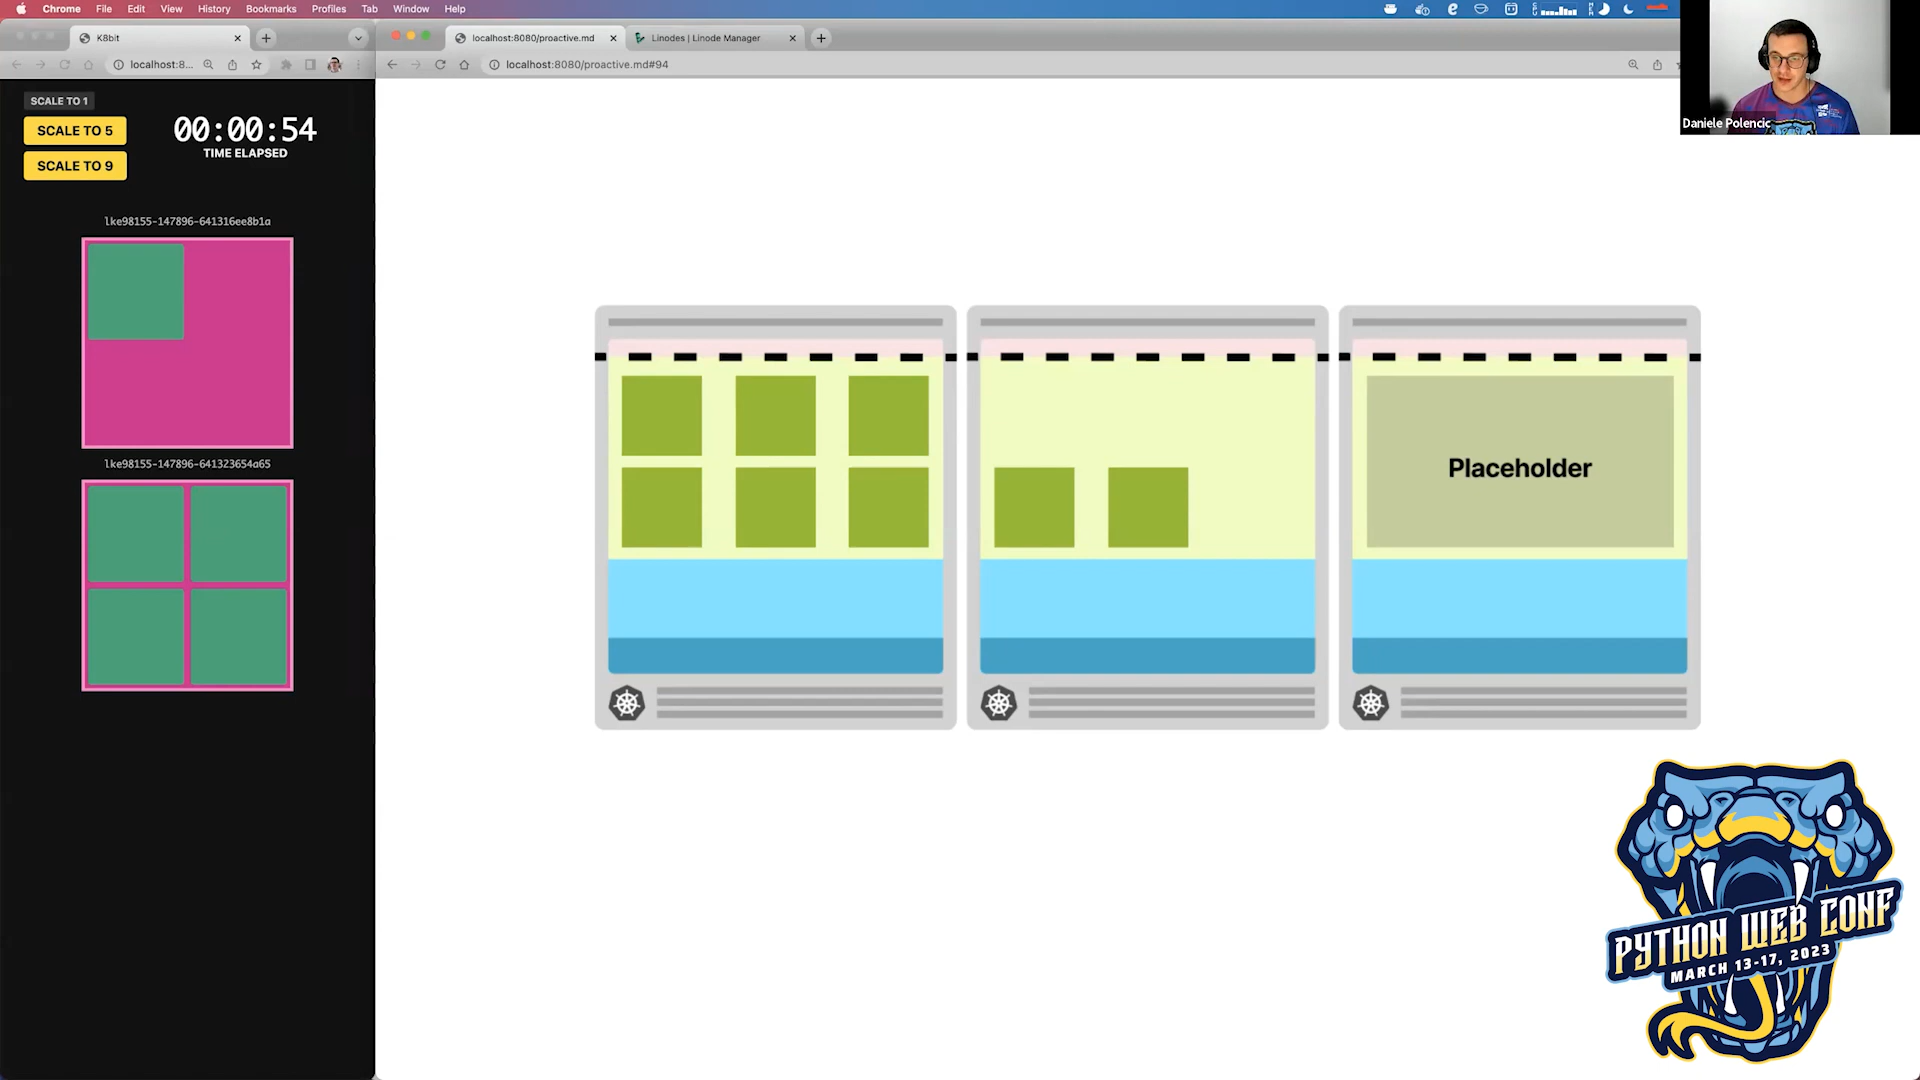 Chrome File Edit View History Bookmarks Profiles Tab Window Help
K8bit
localhost:8080/proactive.md
Linodes | Linode Manager
localhost:8...
localhost:8080/proactive.md#94
SCALE TO 1
SCALE TO 5
SCALE TO 9
00:00:54
TIME ELAPSED
lke98155-147896-641316ee8b1a
lke98155-147896-641323654a65
Placeholder
Daniele Polencic
PYTHON WEB CONF
MARCH 13-17, 2023